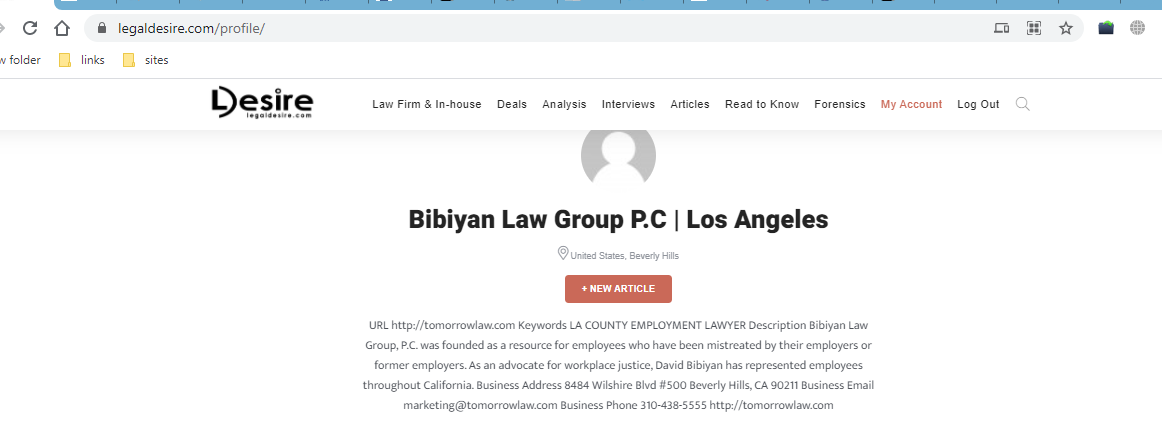 legaldesire.com/profile/
w folder links sites
Desire
legaldesire.com
Law Firm & In-house Deals Analysis Interviews Articles Read to Know Forensics My Account Log Out
Bibiyan Law Group P.C | Los Angeles
United States, Beverly Hills
+ NEW ARTICLE
URL http://tomorrowlaw.com Keywords LA COUNTY EMPLOYMENT LAWYER Description Bibiyan Law
Group, P.C. was founded as a resource for employees who have been mistreated by their employers or
former employers. As an advocate for workplace justice, David Bibiyan has represented employees
throughout California. Business Address 8484 Wilshire Blvd #500 Beverly Hills, CA 90211 Business Email
marketing@tomorrowlaw.com Business Phone 310-438-5555 http://tomorrowlaw.com